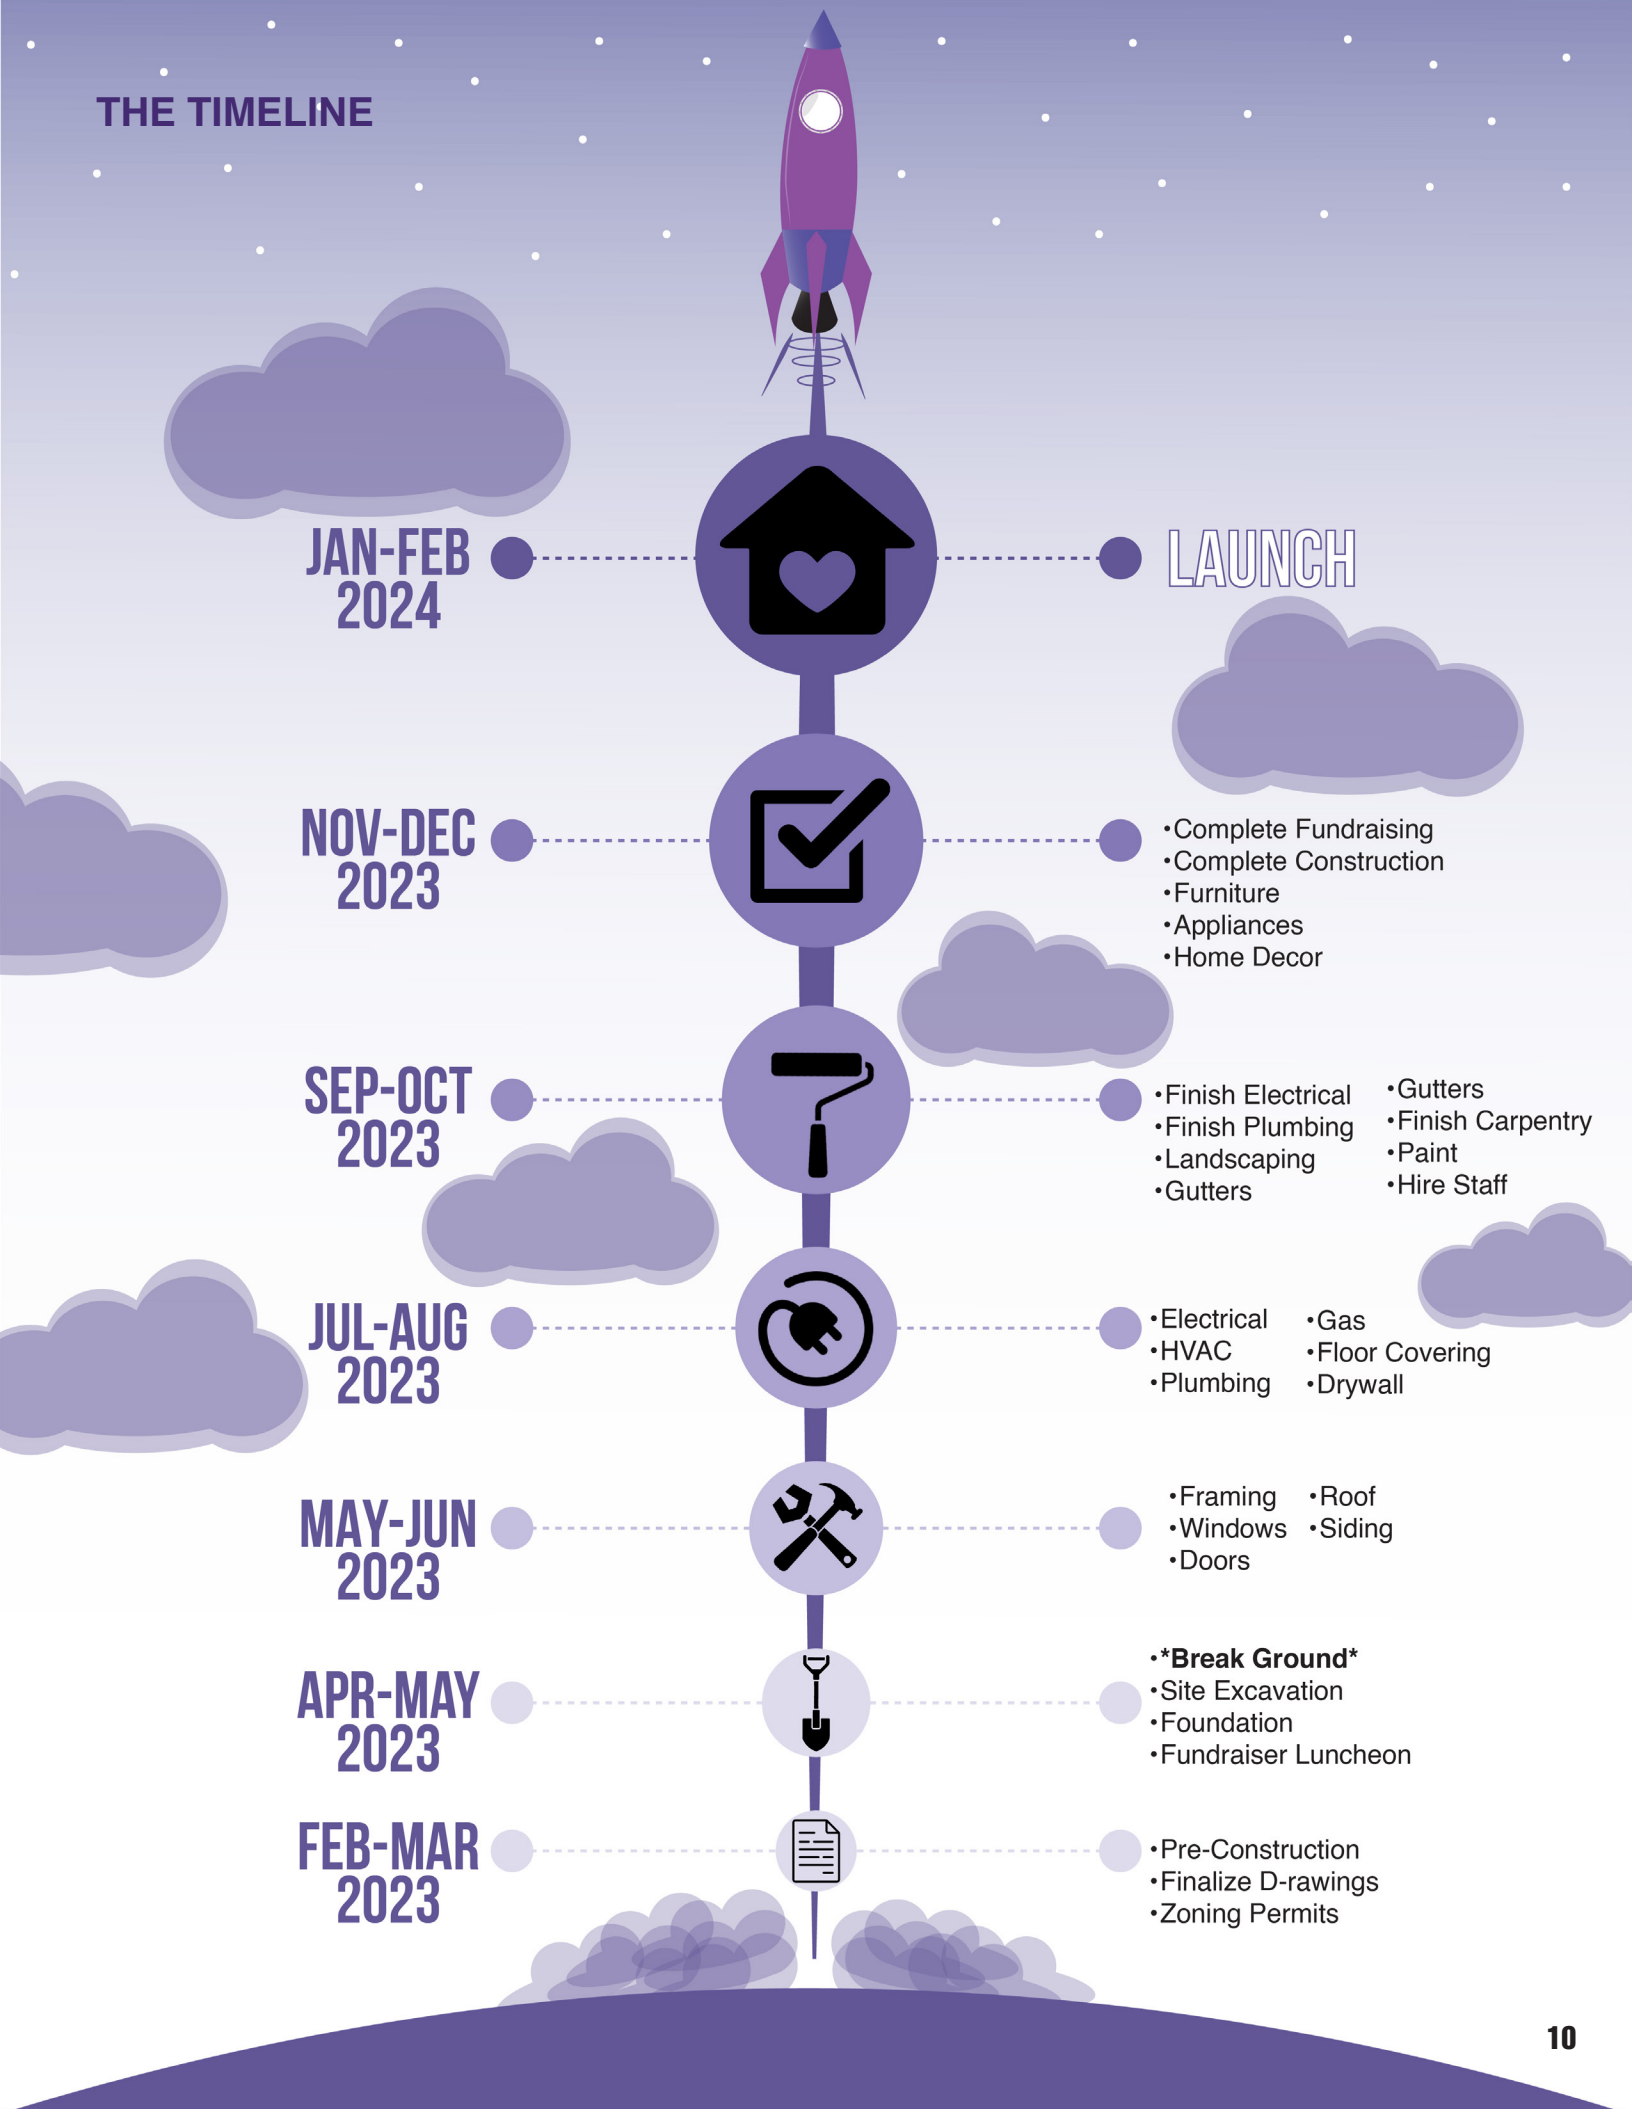 THE TIMELINE
JAN-FEB
2024
LAUNCH
NOV-DEC
2023
•Complete Fundraising
•Complete Construction
•Furniture
•Appliances
•Home Decor
SEP-OCT
2023
•Finish Electrical
•Finish Plumbing
•Landscaping
•Gutters
•Gutters
•Finish Carpentry
•Paint
•Hire Staff
JUL-AUG
2023
•Electrical
•HVAC
•Plumbing
•Gas
•Floor Covering
•Drywall
MAY-JUN
2023
•Framing
•Windows
•Doors
•Roof
•Siding
APR-MAY
2023
•*Break Ground*
•Site Excavation
•Foundation
•Fundraiser Luncheon
FEB-MAR
2023
•Pre-Construction
•Finalize D-rawings
•Zoning Permits
10